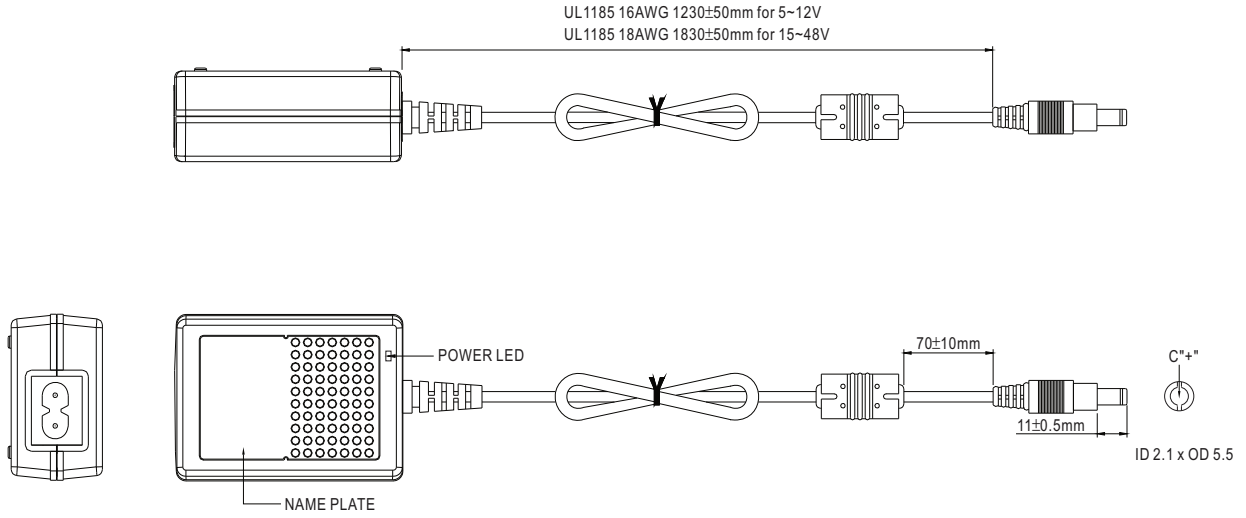 UL1185 16AWG 1230±50mm for 5~12V
UL1185 18AWG 1830±50mm for 15~48V
POWER LED
70±10mm
C"+"
11±0.5mm
ID 2.1 x OD 5.5
NAME PLATE